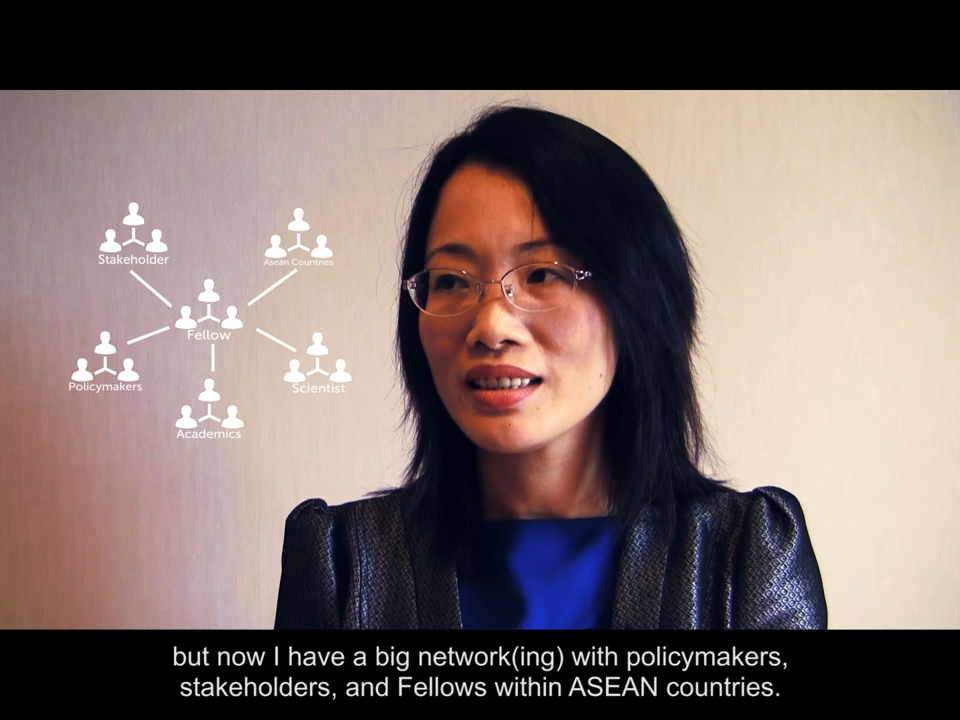 Stakeholder
Asean Countries
Fellow
Policymakers
Scientist
Academics
but now I have a big network(ing) with policymakers,
stakeholders, and Fellows within ASEAN countries.